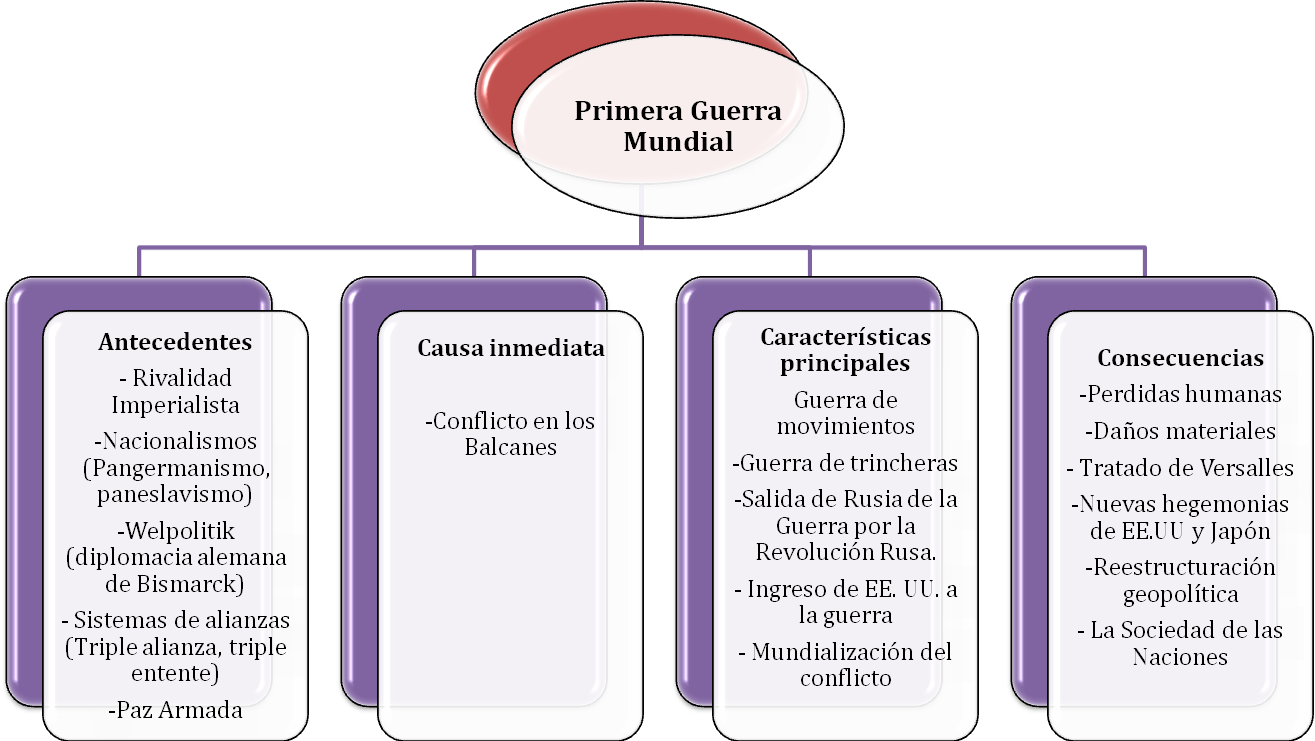 Primera Guerra
Mundial
Antecedentes
- Rivalidad
Imperialista
-Nacionalismos
(Pangermanismo,
paneslavismo)
-Welpolitik
(diplomacia alemana
de Bismarck)
- Sistemas de alianzas
(Triple alianza, triple
entente)
-Paz Armada
Causa inmediata
-Conflicto en los
Balcanes
Características
principales
Guerra de
movimientos
-Guerra de trincheras
-Salida de Rusia de la
Guerra por la
Revolución Rusa.
- Ingreso de EE. UU. a
la guerra
- Mundialización del
conflicto
Consecuencias
-Perdidas humanas
-Daños materiales
- Tratado de Versalles
-Nuevas hegemonias
de EE.UU y Japón
-Reestructuración
geopolítica
- La Sociedad de las
Naciones